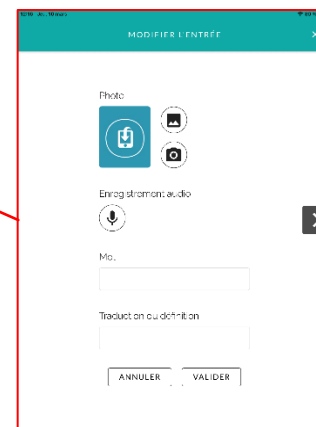 MODIFIER L'ENTRÉE
Photo
Enregistrement audio
Mot
Traduction ou définition
ANNULER VALIDER